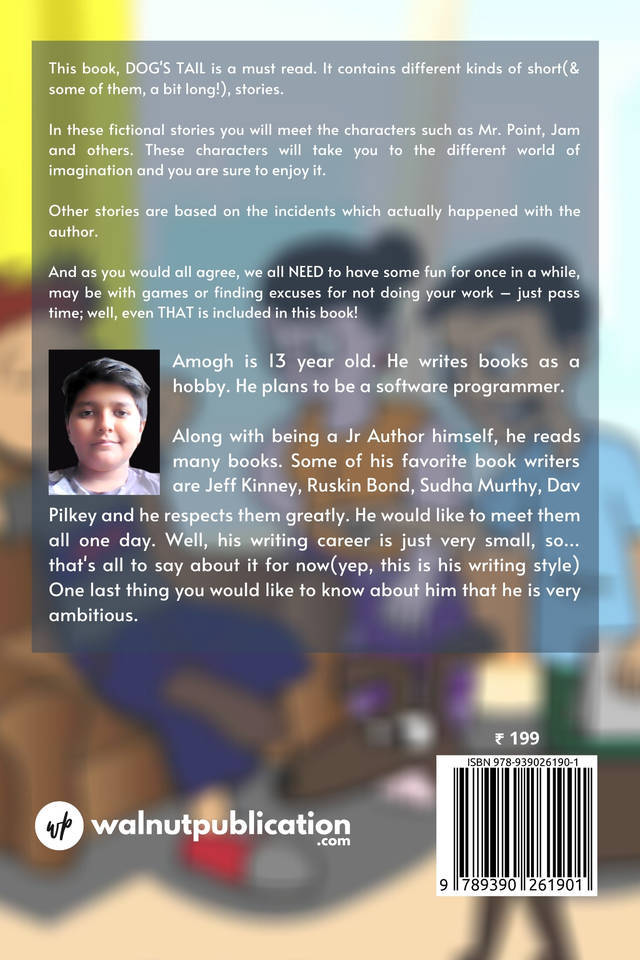 This book, DOG'S TAIL is a must read. It contains different kinds of short(&
some of them, a bit long!), stories.
In these fictional stories you will meet the characters such as Mr. Point, Jam
and others. These characters will take you to the different world of
imagination and you are sure to enjoy it.
Other stories are based on the incidents which actually happened with the
author.
And as you would all agree, we all NEED to have some fun for once in a while,
may be with games or finding excuses for not doing your work – just pass
time; well, even THAT is included in this book!
Amogh is 13 year old. He writes books as a
hobby. He plans to be a software programmer.
Along with being a Jr Author himself, he reads
many books. Some of his favorite book writers
are Jeff Kinney, Ruskin Bond, Sudha Murthy, Dav
Pilkey and he respects them greatly. He would like to meet them
all one day. Well, his writing career is just very small, so...
that's all to say about it for now(yep, this is his writing style)
One last thing you would like to know about him that he is very
ambitious.
₹ 199
ISBN 978-939026190-1
9 789390 261901
wp walnutpublication
.com